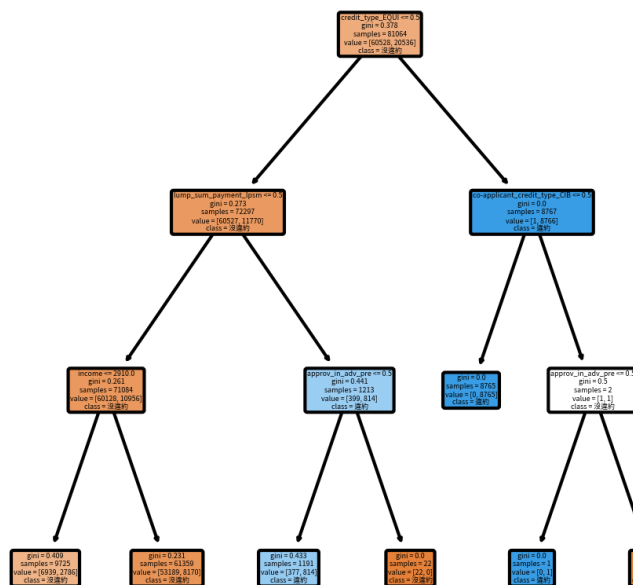 credit_type_EQUI <= 0.5
gini = 0.378
samples = 81064
value = [60528, 20536]
class = 沒違約
lump_sum_payment_lpsm <= 0.5
gini = 0.273
samples = 72297
value = [60527, 11770]
class = 沒違約
co-applicant_credit_type_CIB <= 0.5
gini = 0.0
samples = 8767
value = [1, 8766]
class = 違約
income <= 2910.0
gini = 0.261
samples = 71084
value = [60128, 10956]
class = 沒違約
approv_in_adv_pre <= 0.5
gini = 0.441
samples = 1213
value = [399, 814]
class = 違約
gini = 0.0
samples = 8765
value = [0, 8765]
class = 違約
approv_in_adv_pre <= 0.5
gini = 0.5
samples = 2
value = [1, 1]
class = 沒違約
gini = 0.409
samples = 9725
value = [6939, 2786]
class = 沒違約
gini = 0.231
samples = 61359
value = [53189, 8170]
class = 沒違約
gini = 0.433
samples = 1191
value = [377, 814]
class = 違約
gini = 0.0
samples = 22
value = [22, 0]
class = 沒違約
gini = 0.0
samples = 1
value = [0, 1]
class = 違約